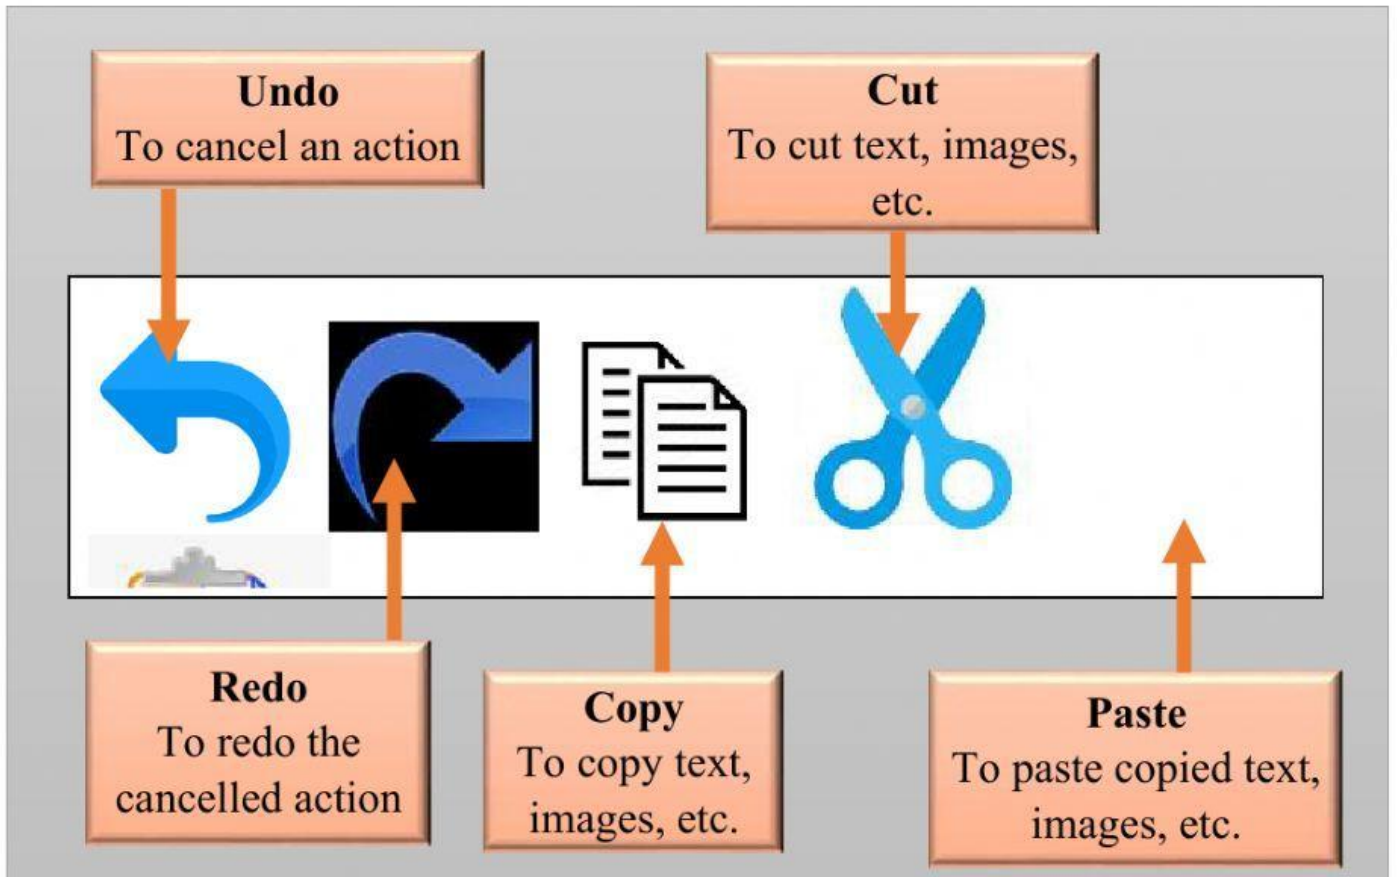 Undo
To cancel an action
Cut
To cut text, images,
etc.
Redo
To redo the
cancelled action
Copy
To copy text,
images, etc.
Paste
To paste copied text,
images, etc.